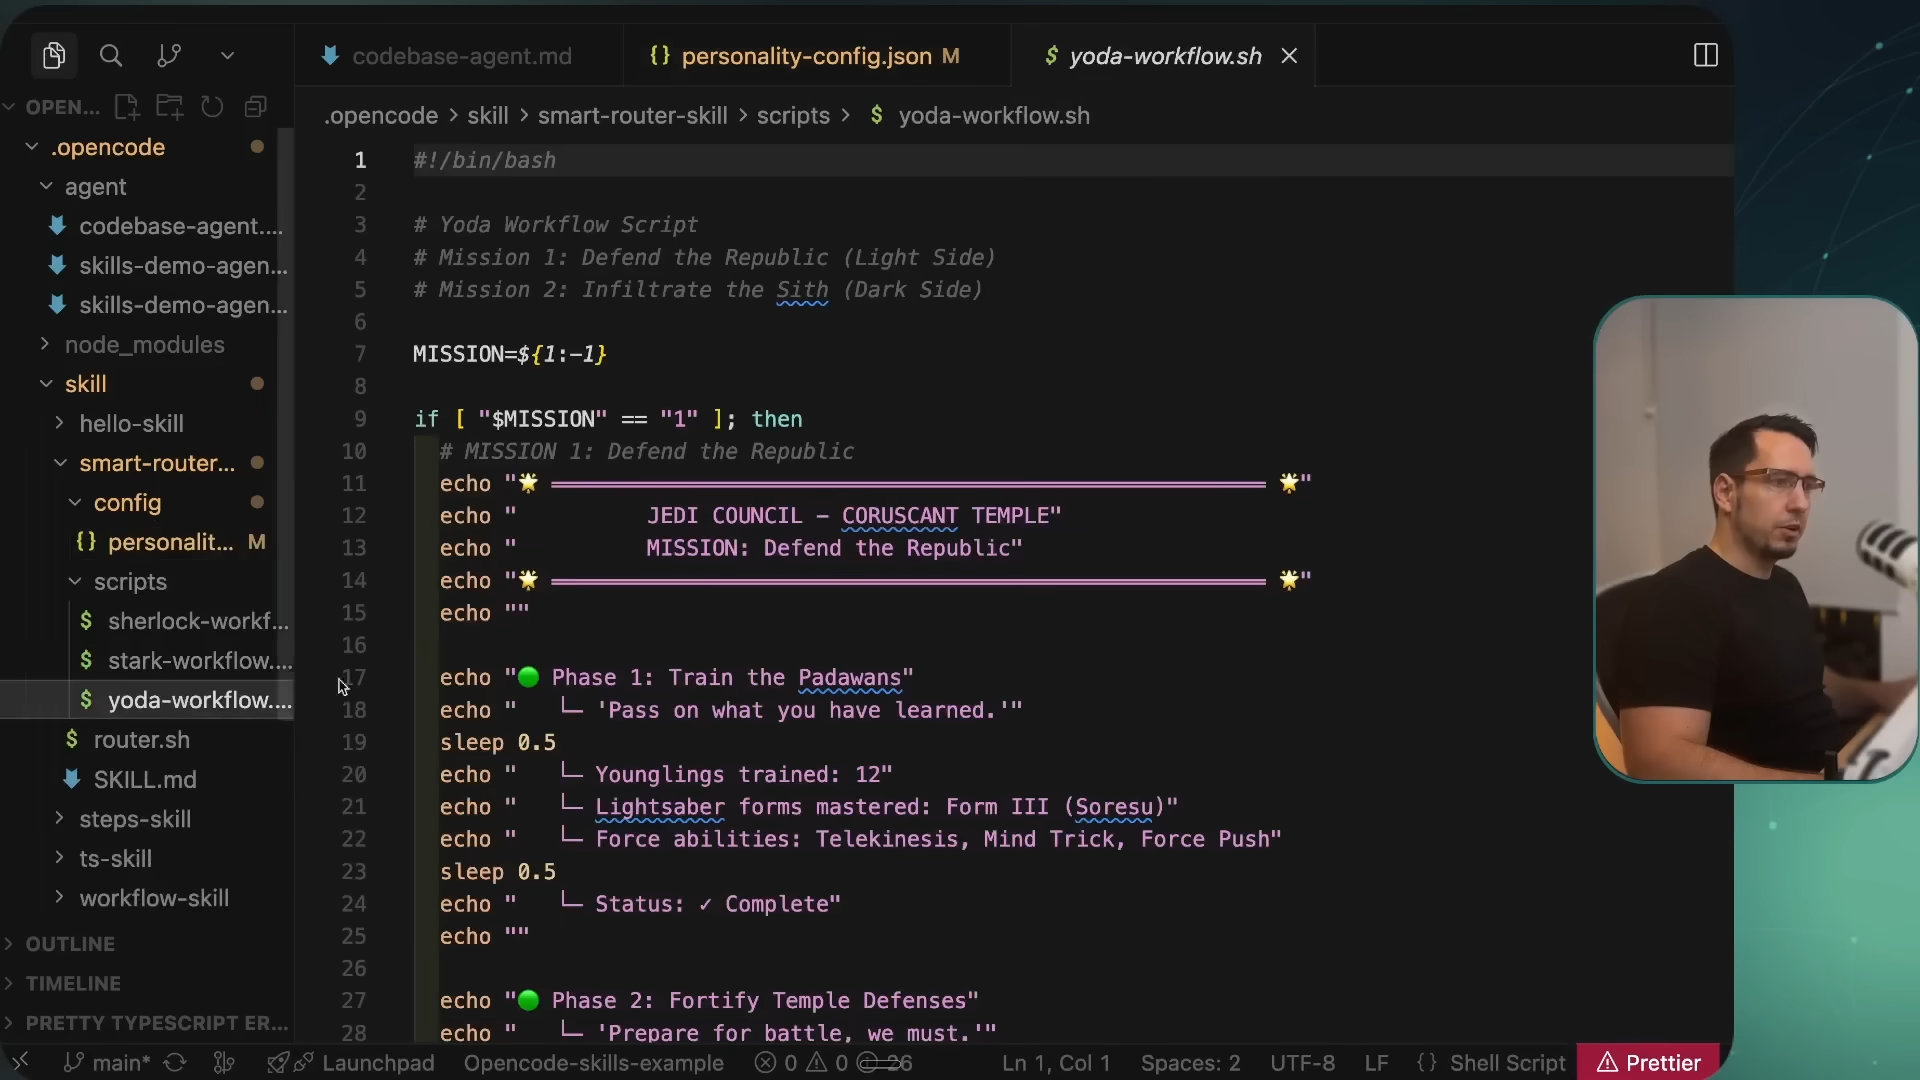 codebase-agent.md
{} personality-config.json M
$ yoda-workflow.sh
OPEN...
.opencode > skill > smart-router-skill > scripts > $ yoda-workflow.sh
.opencode
agent
codebase-agent....
skills-demo-agen...
skills-demo-agen...
node_modules
skill
hello-skill
smart-router...
config
{} personalit... M
scripts
$ sherlock-workf...
$ stark-workflow....
$ yoda-workflow....
$ router.sh
SKILL.md
steps-skill
ts-skill
workflow-skill
OUTLINE
TIMELINE
PRETTY TYPESCRIPT ER...
1 #!/bin/bash
2
3 # Yoda Workflow Script
4 # Mission 1: Defend the Republic (Light Side)
5 # Mission 2: Infiltrate the Sith (Dark Side)
6
7 MISSION=${1:-1}
8
9 if [ "$MISSION" == "1" ]; then
10 # MISSION 1: Defend the Republic
11 echo "🌟 ═══════════════════════════════════════════════════════ 🌟"
12 echo " JEDI COUNCIL – CORUSCANT TEMPLE"
13 echo " MISSION: Defend the Republic"
14 echo "🌟 ═══════════════════════════════════════════════════════ 🌟"
15 echo ""
16
17 echo "🟢 Phase 1: Train the Padawans"
18 echo " └─ 'Pass on what you have learned.'"
19 sleep 0.5
20 echo " └─ Younglings trained: 12"
21 echo " └─ Lightsaber forms mastered: Form III (Soresu)"
22 echo " └─ Force abilities: Telekinesis, Mind Trick, Force Push"
23 sleep 0.5
24 echo " └─ Status: ✓ Complete"
25 echo ""
26
27 echo "🟢 Phase 2: Fortify Temple Defenses"
28 echo " └─ 'Prepare for battle, we must.'"
main* Launchpad Opencode-skills-example 0 0 26 Ln 1, Col 1 Spaces: 2 UTF-8 LF {} Shell Script Prettier